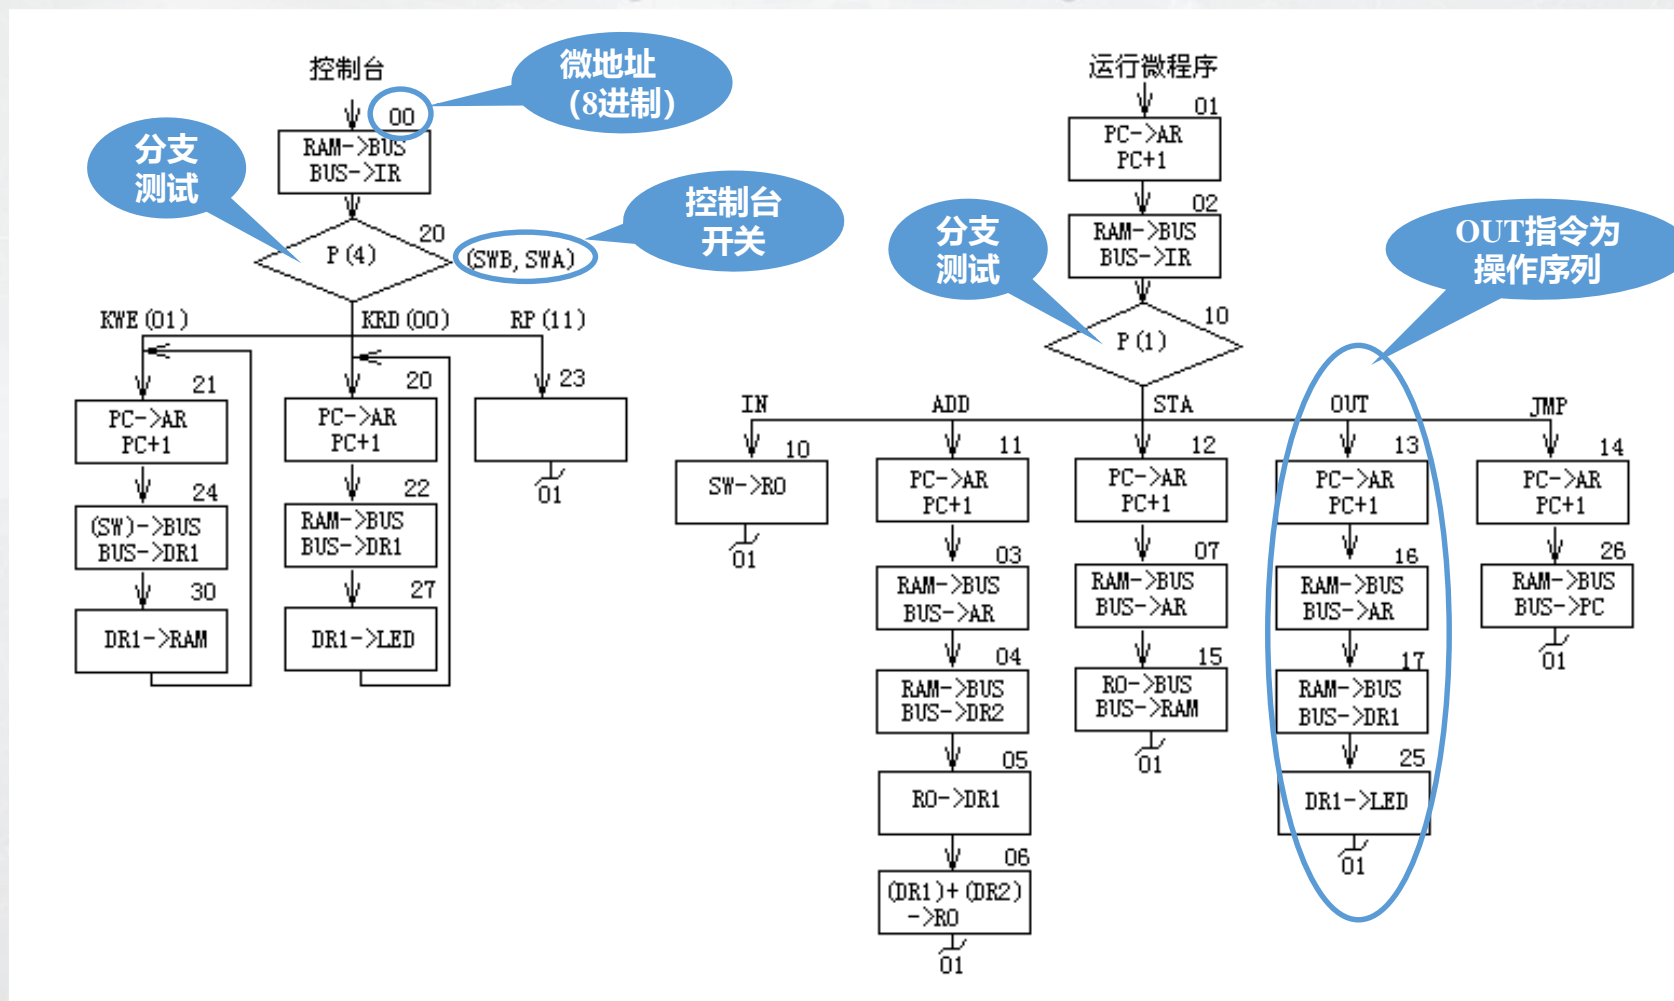 控制台
微地址
（8进制）
00
RAM->BUS
BUS->IR
分支
测试
控制台
开关
20
P(4)
(SWB,SWA)
KWE(01)
KRD(00)
RP(11)
21
PC->AR
PC+1
24
(SW)->BUS
BUS->DR1
30
DR1->RAM
20
PC->AR
PC+1
22
RAM->BUS
BUS->DR1
27
DR1->LED
23
01
运行微程序
01
PC->AR
PC+1
02
RAM->BUS
BUS->IR
分支
测试
OUT指令为
操作序列
10
P(1)
IN
ADD
STA
OUT
JMP
10
SW->RO
01
11
PC->AR
PC+1
03
RAM->BUS
BUS->AR
04
RAM->BUS
BUS->DR2
05
RO->DR1
06
(DR1)+(DR2)
->RO
01
12
PC->AR
PC+1
07
RAM->BUS
BUS->AR
15
RO->BUS
BUS->RAM
01
13
PC->AR
PC+1
16
RAM->BUS
BUS->AR
17
RAM->BUS
BUS->DR1
25
DR1->LED
01
14
PC->AR
PC+1
26
RAM->BUS
BUS->PC
01